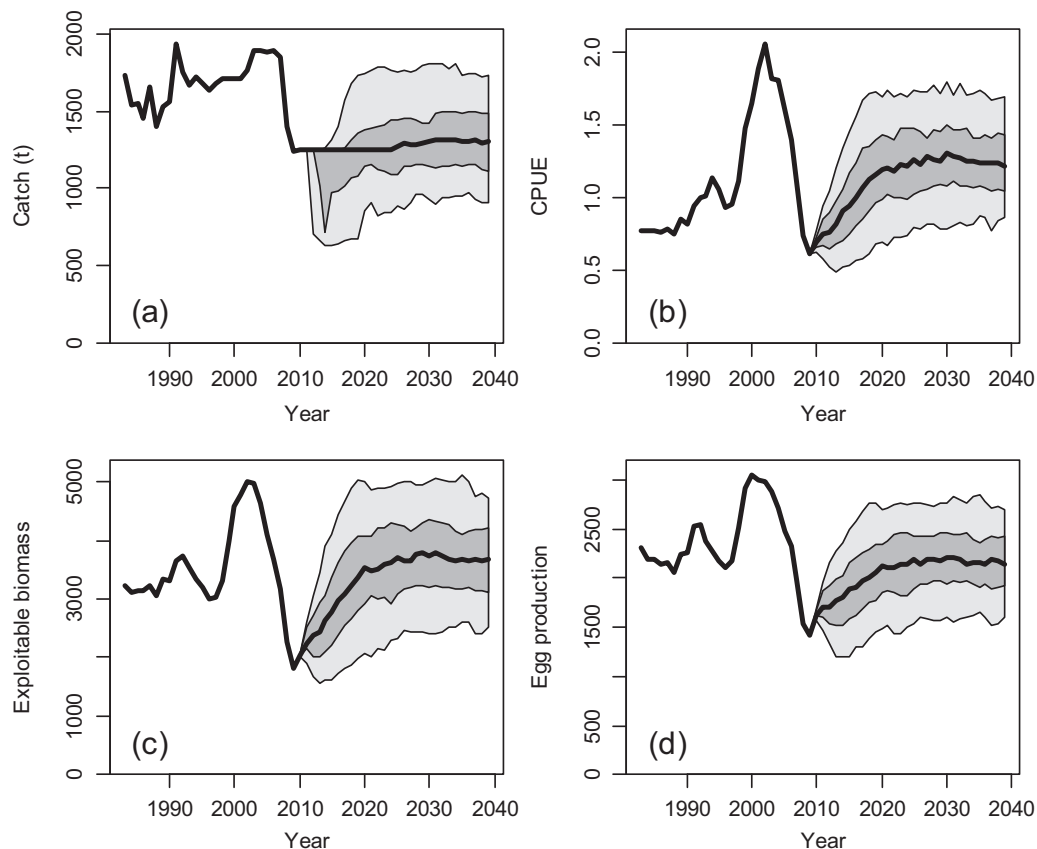 Catch (t)
0 500 1000 1500 2000
(a)
1990 2000 2010 2020 2030 2040
Year
CPUE
0.0 0.5 1.0 1.5 2.0
(b)
1990 2000 2010 2020 2030 2040
Year
Exploitable biomass
0 1000 3000 5000
(c)
1990 2000 2010 2020 2030 2040
Year
Egg production
0 500 1500 2500
(d)
1990 2000 2010 2020 2030 2040
Year